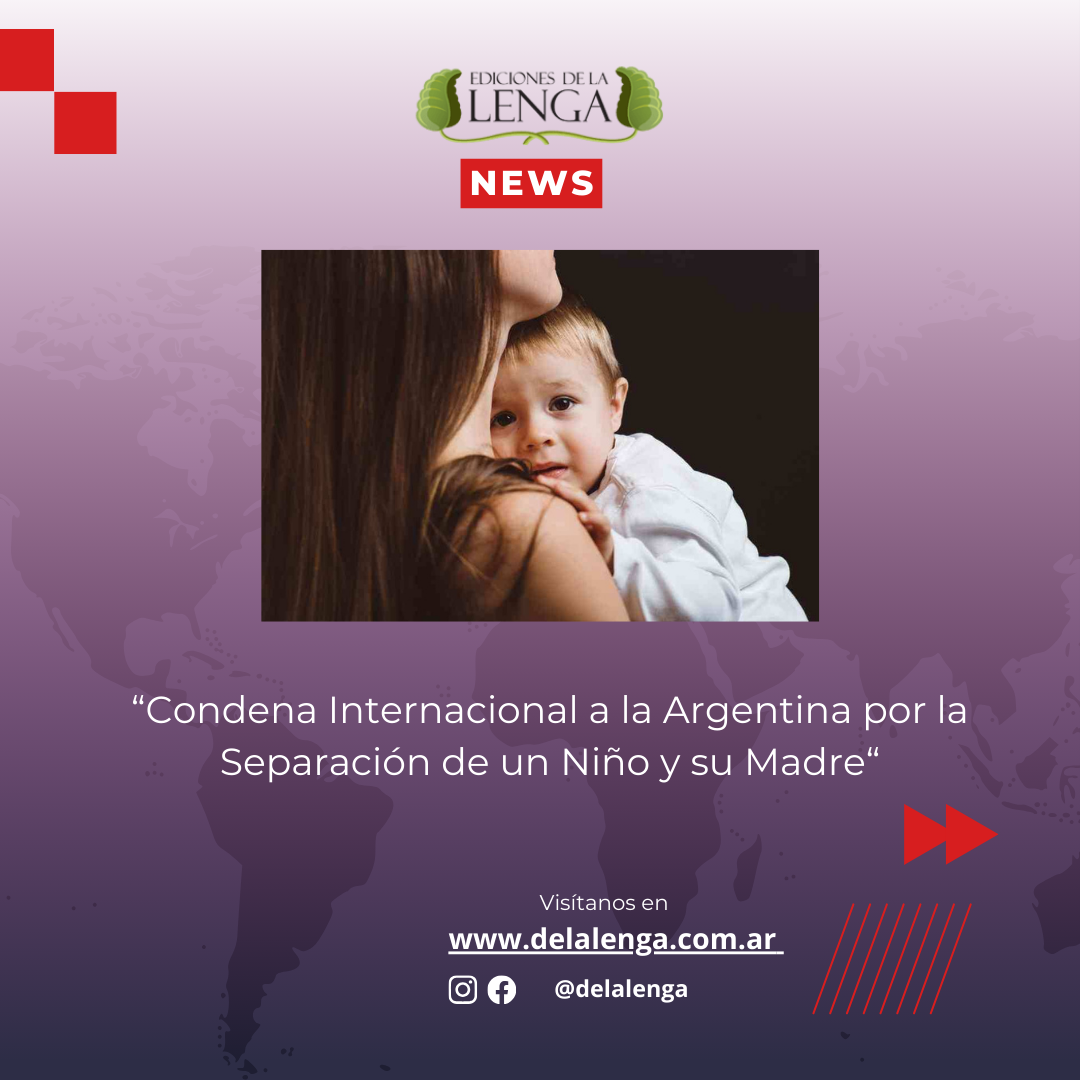 EDICIONES DE LA
LENGA
NEWS
“Condena Internacional a la Argentina por la
Separación de un Niño y su Madre“
Visítanos en
www.delalenga.com.ar
@delalenga